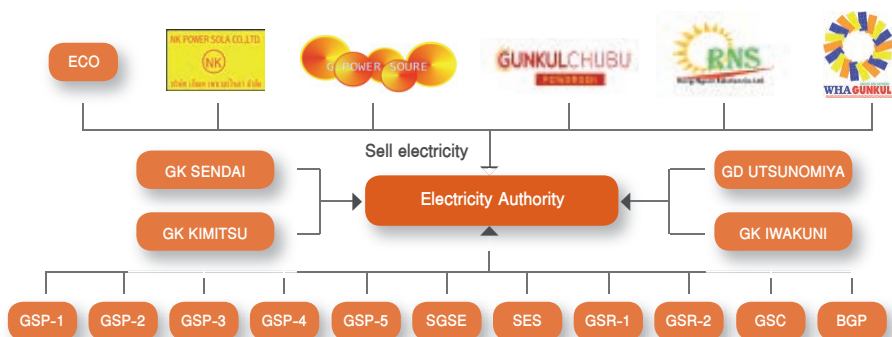 ECO
NK POWER SOLA CO.,LTD
NK
G. POWER SOURE
GUNKULCHUBU
POWERGEN
RNS
WHAGUNKUL
Sell electricity
GK SENDAI
Electricity Authority
GD UTSUNOMIYA
GK KIMITSU
GK IWAKUNI
GSP-1
GSP-2
GSP-3
GSP-4
GSP-5
SGSE
SES
GSR-1
GSR-2
GSC
BGP